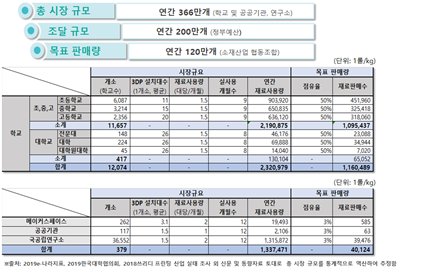 총 시장 규모 연간 366만개 (학교 및 공공기관, 연구소)
조달 규모 연간 200만개 (정부예산)
목표 판매량 연간 120만개 (소재산업 협동조합)
(단위: 1롤/kg)
시장규모 목표 판매량
개소 (학교수) 3DP 설치대수 (1개소, 평균) 재료사용량 (대당/개월) 실사용 개월수 연간 재료사용량 점유율 재료판매수
학교
초,중,고
초등학교 6,087 11 1.5 9 903,920 50% 451,960
중학교 3,214 15 1.5 9 650,835 50% 325,418
고등학교 2,356 20 1.5 9 636,120 50% 318,060
소계 11,657 - - - 2,190,875 - 1,095,437
대학교
전문대 148 26 1.5 8 46,176 50% 23,088
대학 224 26 1.5 8 69,888 50% 34,944
대학원대학 45 26 1.5 8 14,040 50% 7,020
소계 417 - - - 130,104 - 65,052
합계 12,074 - - - 2,320,979 - 1,160,489
(단위: 1롤/kg)
시장규모 목표 판매량
개소 3DP 설치대수 (1개소, 평균) 재료사용량 (대당/개월) 실사용 개월수 연간 재료사용량 점유율 재료판매수
메이커스페이스 262 3.1 2 12 19,493 3% 585
공공기관 117 1.5 1 12 2,106 3% 63
국공립연구소 36,552 1.5 2 12 1,315,872 3% 39,476
합계 379 - - - 1,337,471 - 40,124
※출처: 2019e-나라지표, 2019한국대학협의회, 2018쓰리디 프린팅 산업 실태 조사 외 신문 및 동향자료 토대로 총 시장 규모를 통계적으로 역산하여 추정함